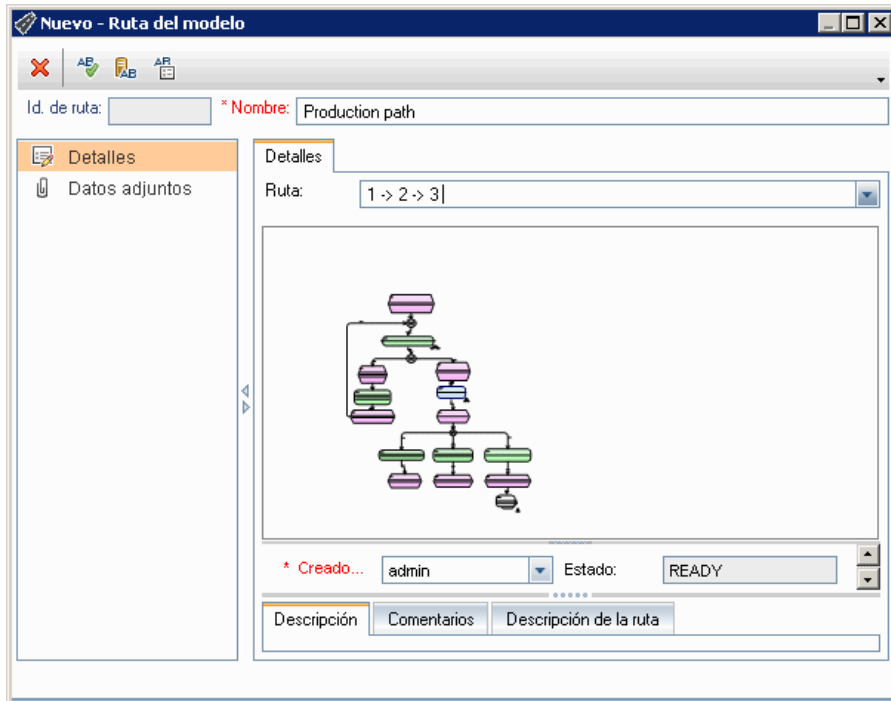 Nuevo - Ruta del modelo
Id. de ruta:
* Nombre: Production path
Detalles
Datos adjuntos
Detalles
Ruta: 1 -> 2 -> 3
* Creado... admin Estado: READY
Descripción Comentarios Descripción de la ruta